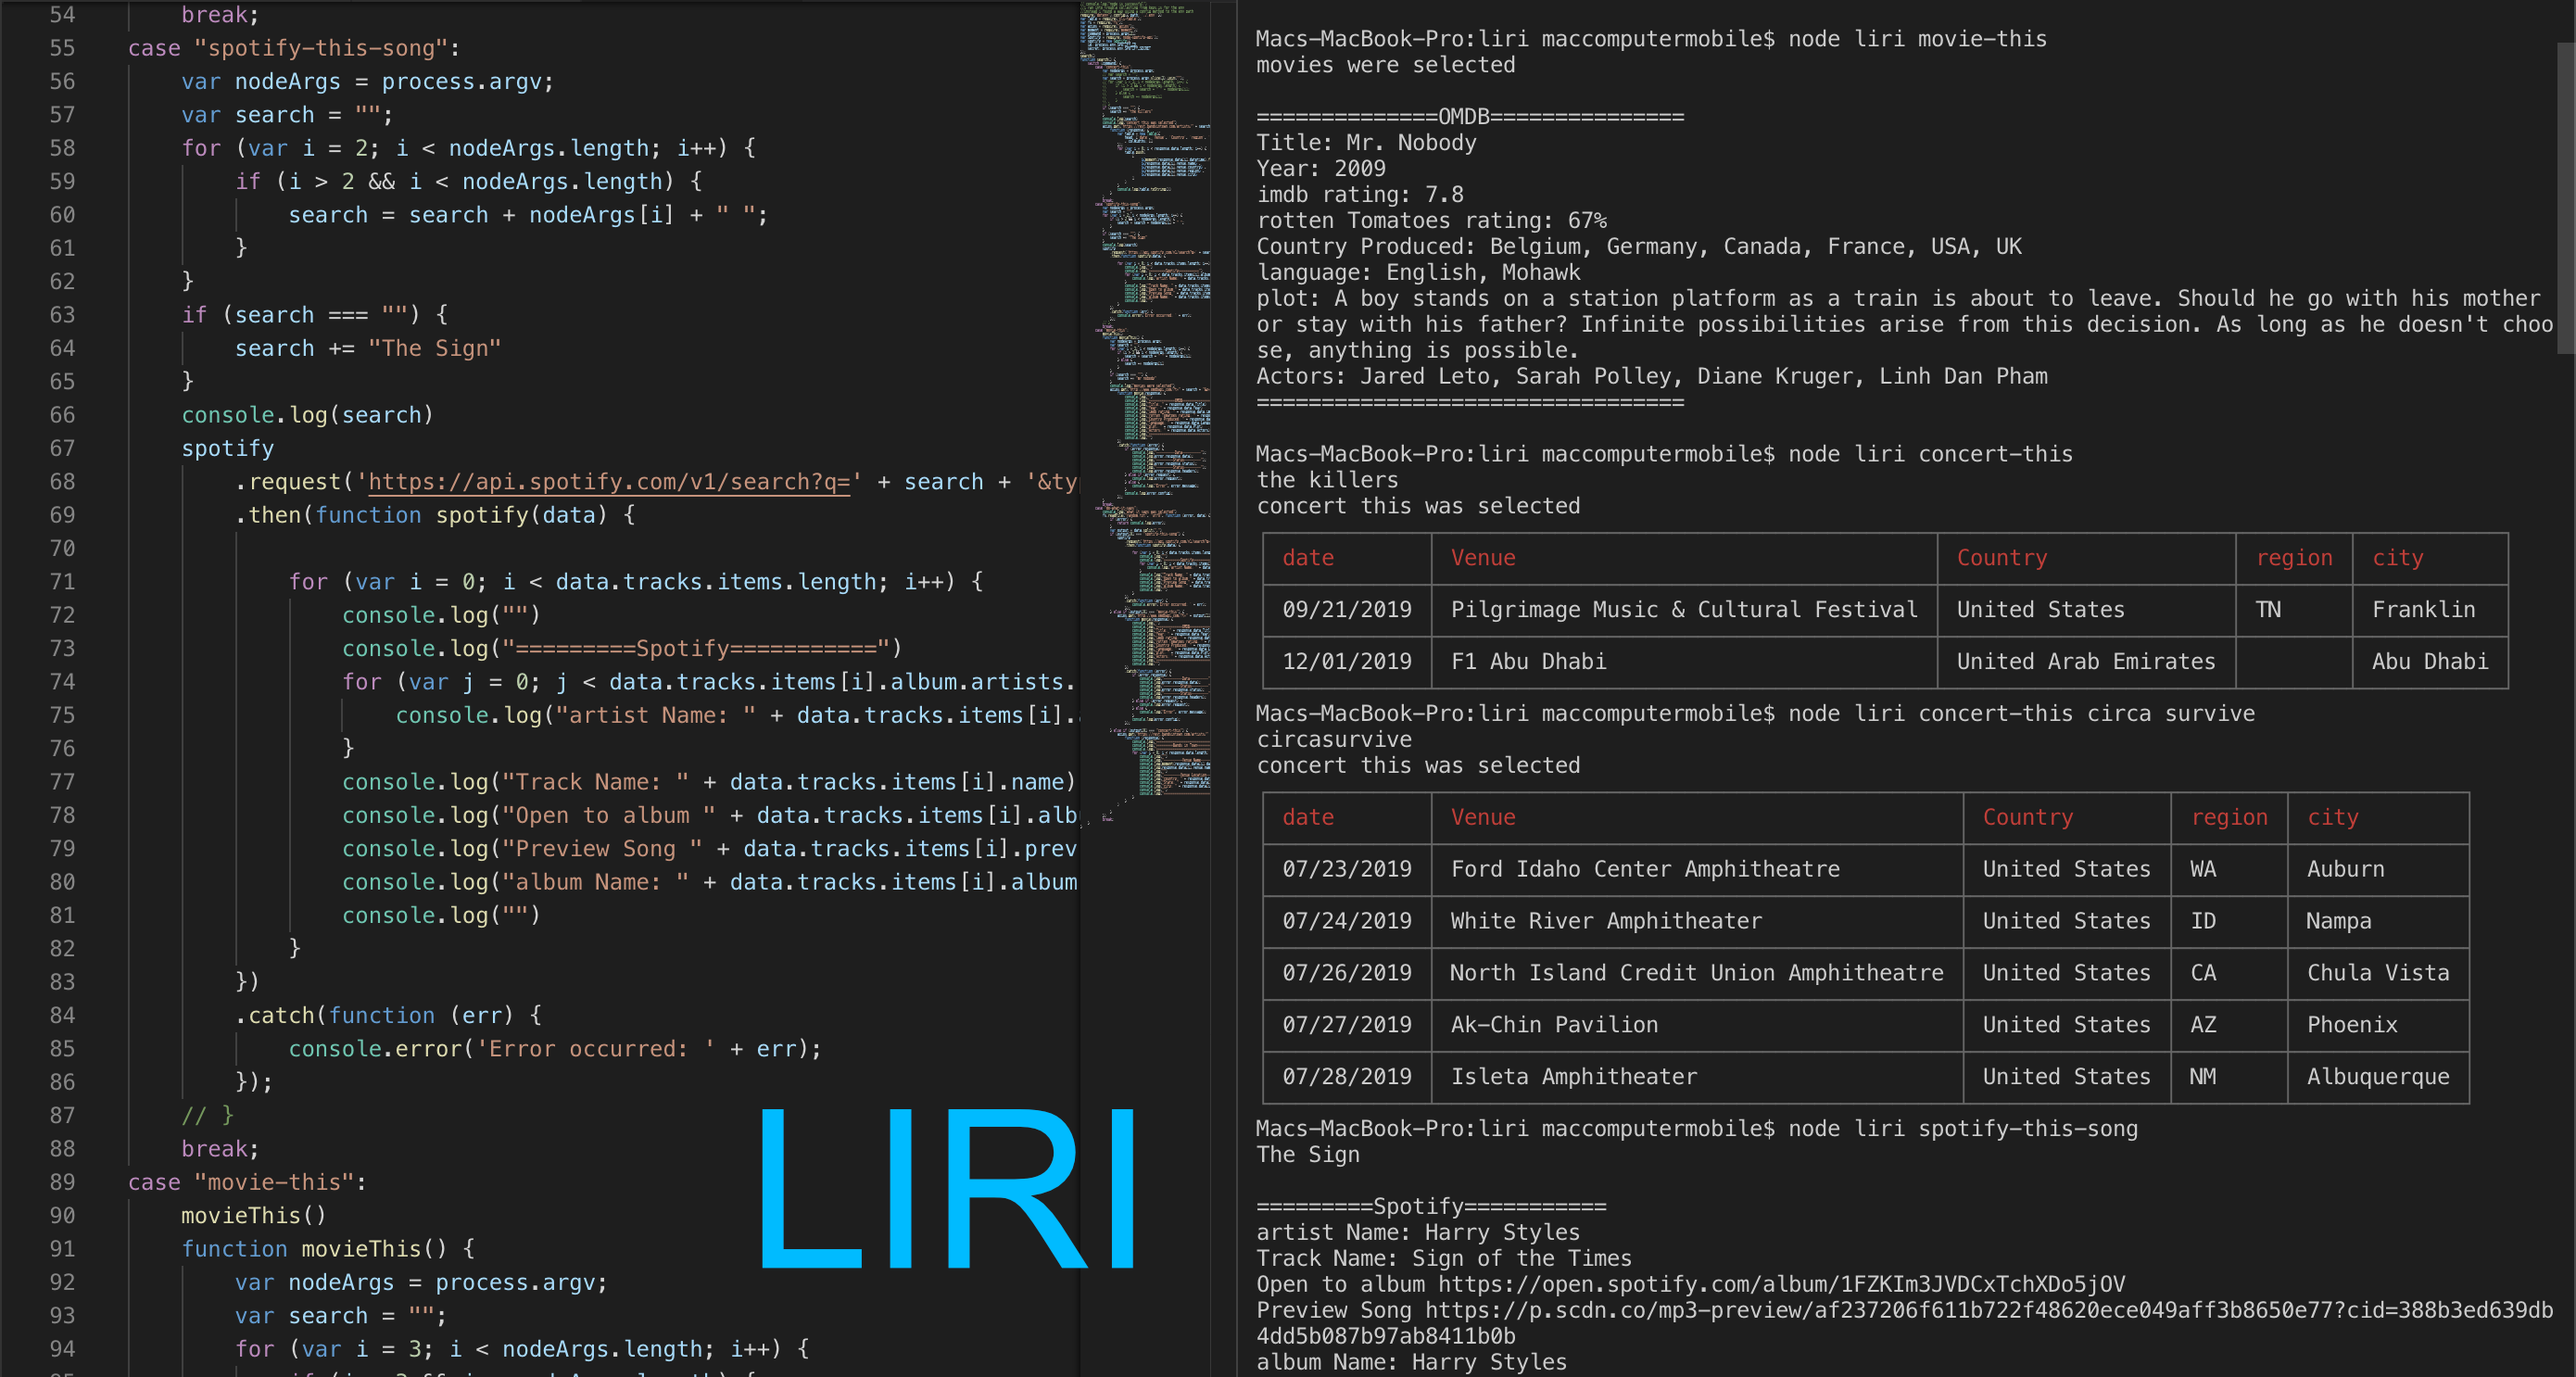 54 break;
55 case "spotify-this-song":
56 var nodeArgs = process.argv;
57 var search = "";
58 for (var i = 2; i < nodeArgs.length; i++) {
59 if (i > 2 && i < nodeArgs.length) {
60 search = search + nodeArgs[i] + " ";
61 }
62 }
63 if (search === "") {
64 search += "The Sign"
65 }
66 console.log(search)
67 spotify
68 .request('https://api.spotify.com/v1/search?q=' + search + '&ty
69 .then(function spotify(data) {
70
71 for (var i = 0; i < data.tracks.items.length; i++) {
72 console.log("")
73 console.log("=========Spotify===========")
74 for (var j = 0; j < data.tracks.items[i].album.artists.
75 console.log("artist Name: " + data.tracks.items[i].
76 }
77 console.log("Track Name: " + data.tracks.items[i].name)
78 console.log("Open to album " + data.tracks.items[i].alb
79 console.log("Preview Song " + data.tracks.items[i].prev
80 console.log("album Name: " + data.tracks.items[i].album
81 console.log("")
82 }
83 })
84 .catch(function (err) {
85 console.error('Error occurred: ' + err);
86 });
87 // }
88 break;
89 case "movie-this":
90 movieThis()
91 function movieThis() {
92 var nodeArgs = process.argv;
93 var search = "";
94 for (var i = 3; i < nodeArgs.length; i++) {
LIRI
Macs-MacBook-Pro:liri maccomputermobile$ node liri movie-this
movies were selected
==============OMDB===============
Title: Mr. Nobody
Year: 2009
imdb rating: 7.8
rotten Tomatoes rating: 67%
Country Produced: Belgium, Germany, Canada, France, USA, UK
language: English, Mohawk
plot: A boy stands on a station platform as a train is about to leave. Should he go with his mother
or stay with his father? Infinite possibilities arise from this decision. As long as he doesn't choo
se, anything is possible.
Actors: Jared Leto, Sarah Polley, Diane Kruger, Linh Dan Pham
=================================
Macs-MacBook-Pro:liri maccomputermobile$ node liri concert-this
the killers
concert this was selected
date Venue Country region city
09/21/2019 Pilgrimage Music & Cultural Festival United States TN Franklin
12/01/2019 F1 Abu Dhabi United Arab Emirates Abu Dhabi
Macs-MacBook-Pro:liri maccomputermobile$ node liri concert-this circa survive
circasurvive
concert this was selected
date Venue Country region city
07/23/2019 Ford Idaho Center Amphitheatre United States WA Auburn
07/24/2019 White River Amphitheater United States ID Nampa
07/26/2019 North Island Credit Union Amphitheatre United States CA Chula Vista
07/27/2019 Ak-Chin Pavilion United States AZ Phoenix
07/28/2019 Isleta Amphitheater United States NM Albuquerque
Macs-MacBook-Pro:liri maccomputermobile$ node liri spotify-this-song
The Sign
=========Spotify===========
artist Name: Harry Styles
Track Name: Sign of the Times
Open to album https://open.spotify.com/album/1FZKIm3JVDCxTchXDo5jOV
Preview Song https://p.scdn.co/mp3-preview/af237206f611b722f48620ece049aff3b8650e77?cid=388b3ed639db
4dd5b087b97ab8411b0b
album Name: Harry Styles